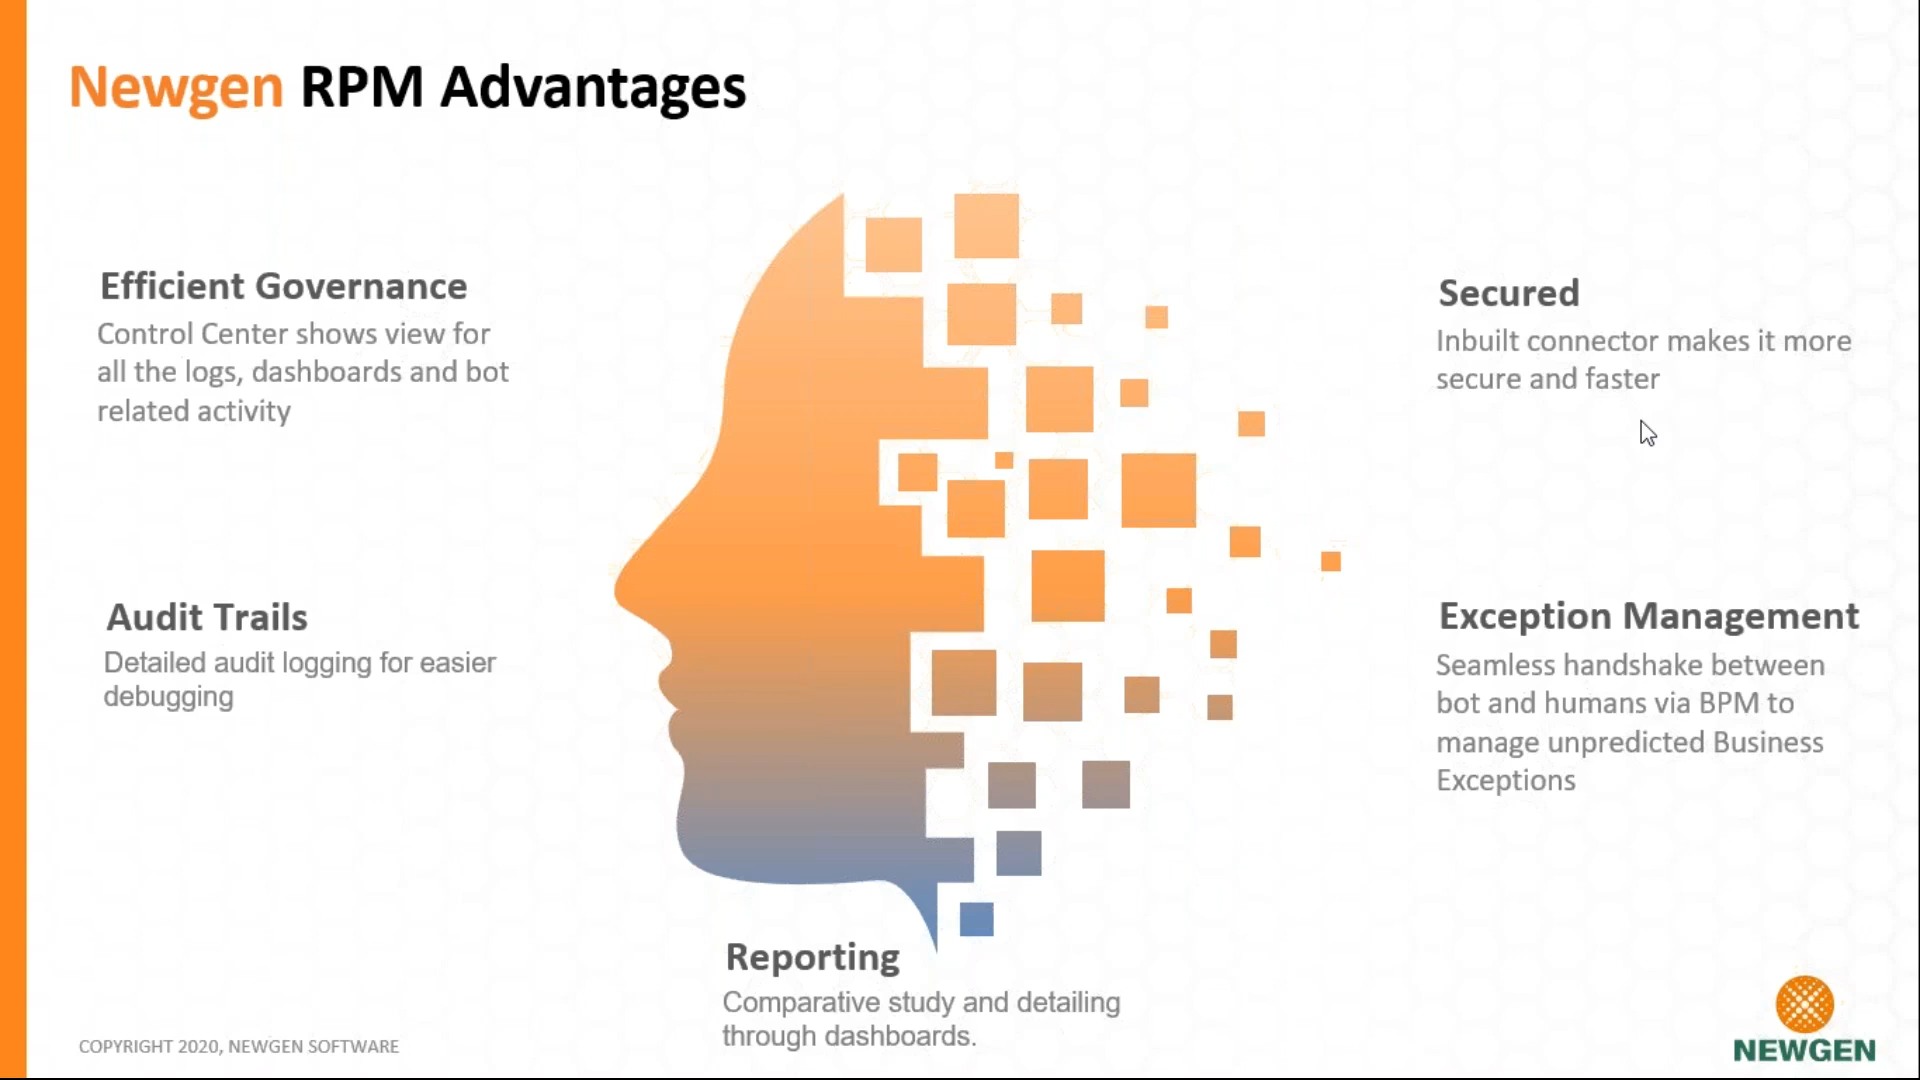 Newgen RPM Advantages
Efficient Governance
Control Center shows view for
all the logs, dashboards and bot
related activity
Audit Trails
Detailed audit logging for easier
debugging
Secured
Inbuilt connector makes it more
secure and faster
Exception Management
Seamless handshake between
bot and humans via BPM to
manage unpredicted Business
Exceptions
Reporting
Comparative study and detailing
through dashboards.
COPYRIGHT 2020, NEWGEN SOFTWARE
NEWGEN